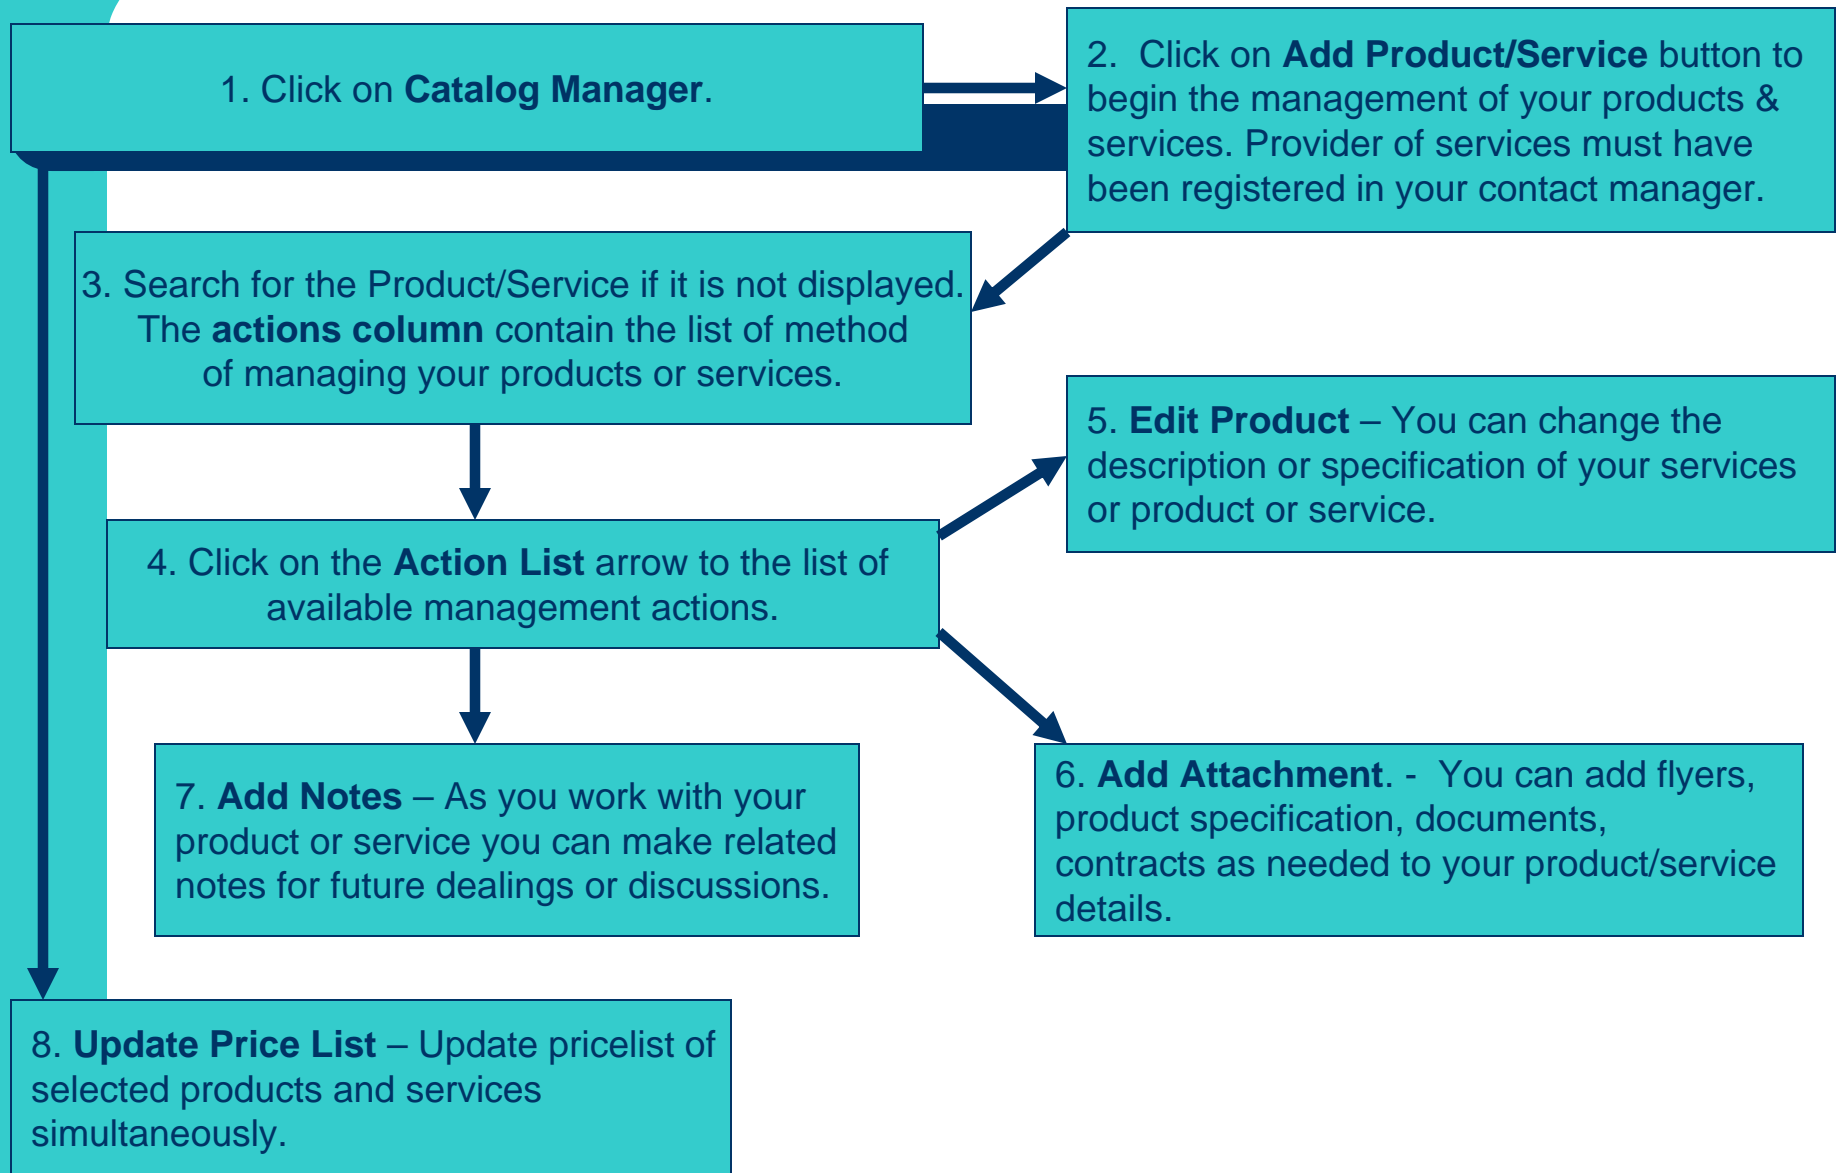 1. Click on Catalog Manager.
2. Click on Add Product/Service button to
begin the management of your products &
services. Provider of services must have
been registered in your contact manager.
3. Search for the Product/Service if it is not displayed.
The actions column contain the list of method
of managing your products or services.
4. Click on the Action List arrow to the list of
available management actions.
5. Edit Product – You can change the
description or specification of your services
or product or service.
6. Add Attachment. - You can add flyers,
product specification, documents,
contracts as needed to your product/service
details.
7. Add Notes – As you work with your
product or service you can make related
notes for future dealings or discussions.
8. Update Price List – Update pricelist of
selected products and services
simultaneously.